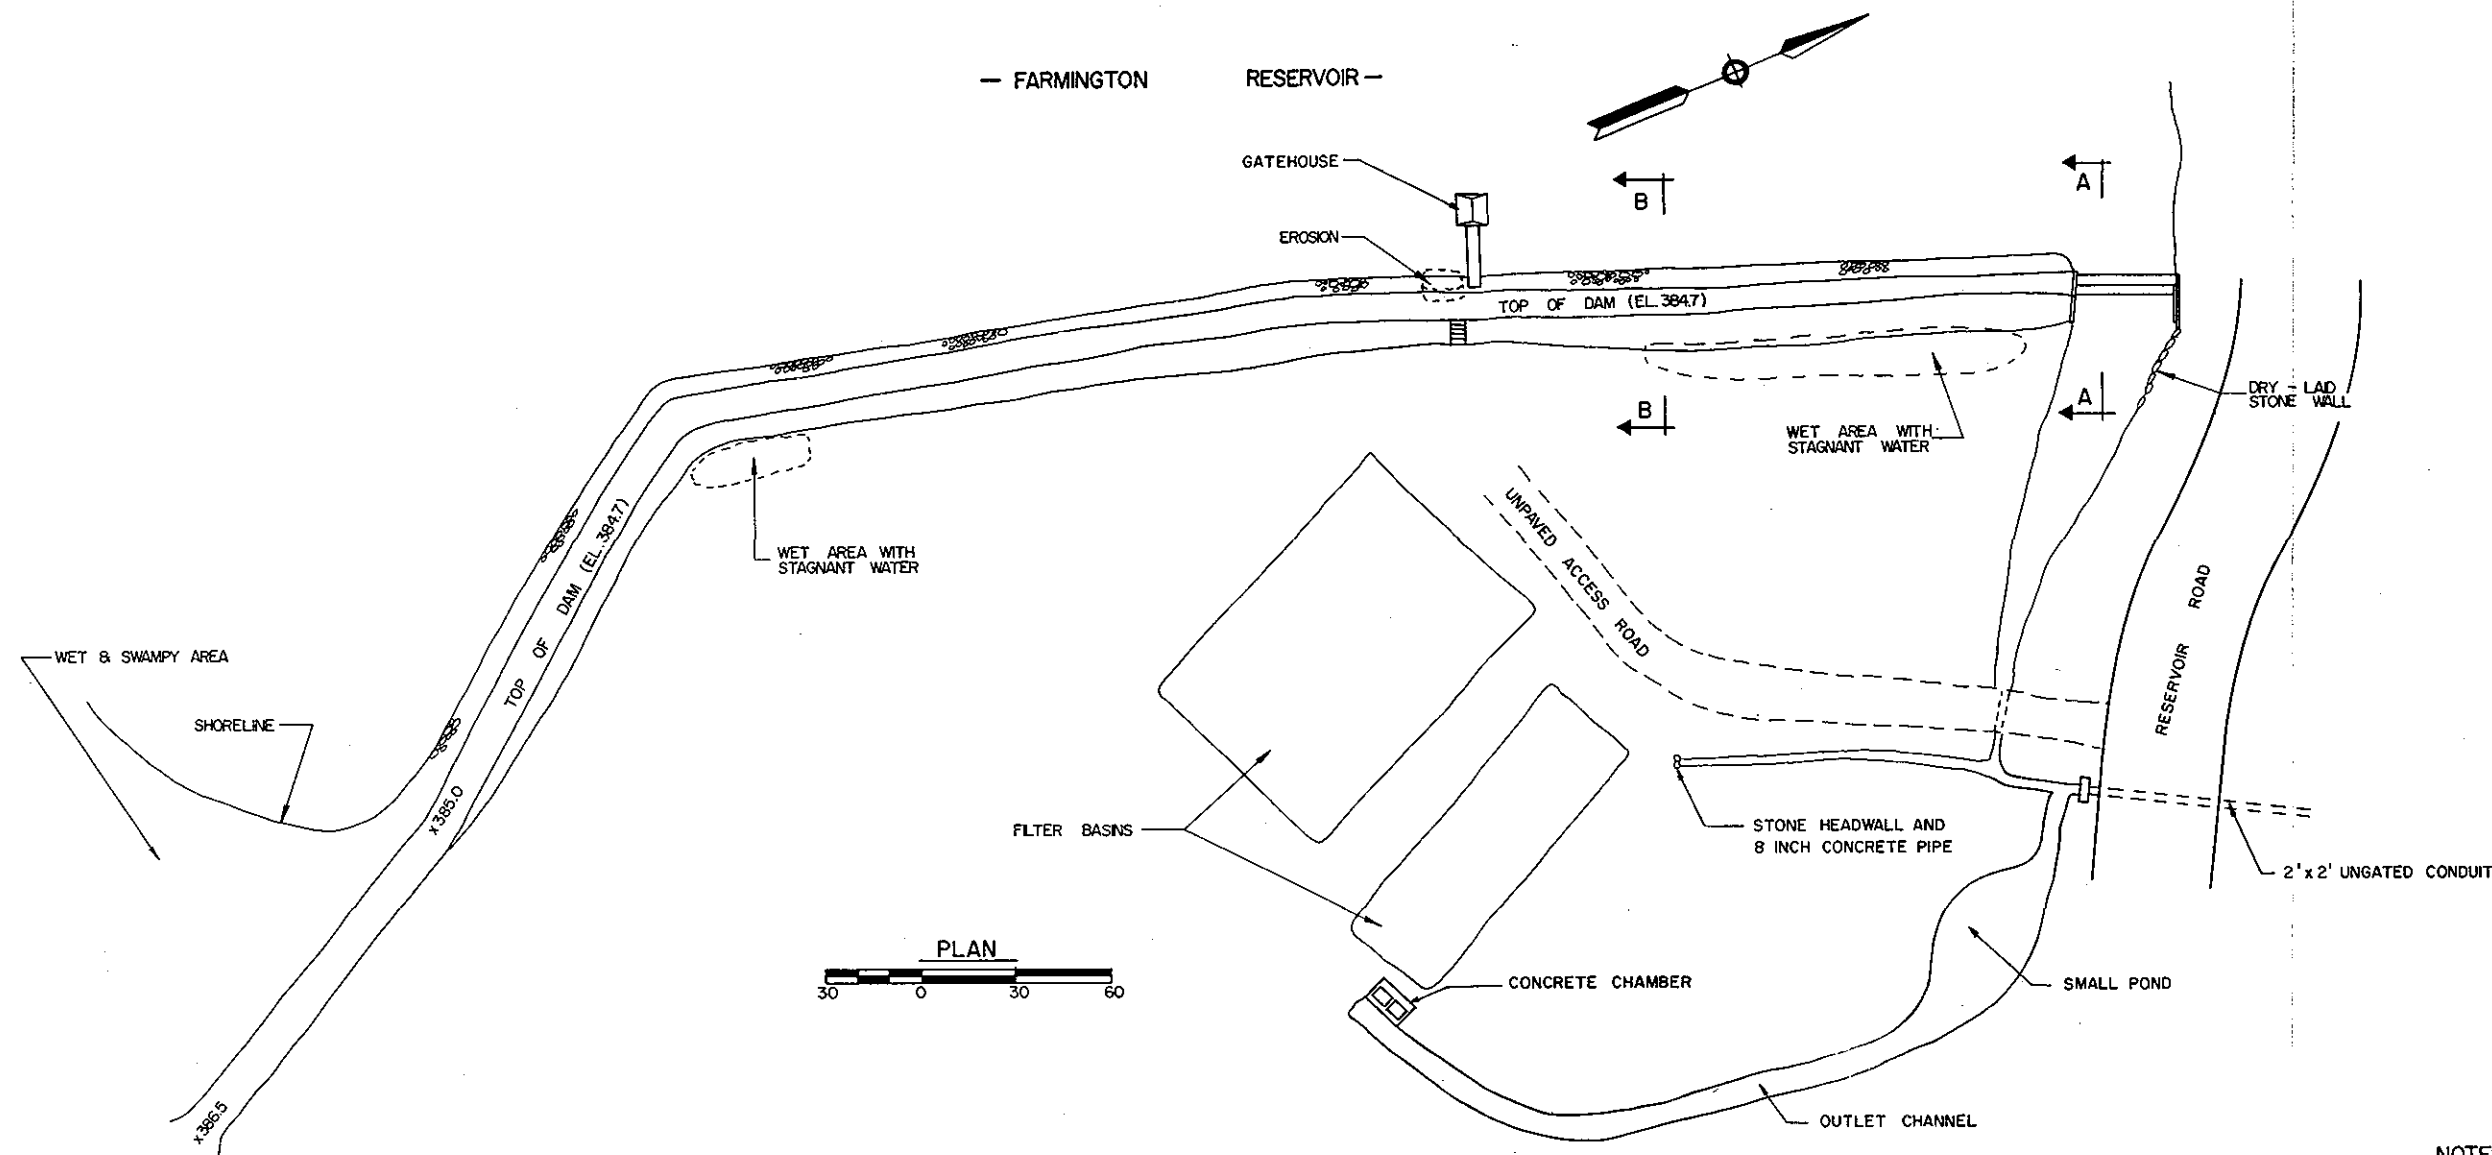 — FARMINGTON RESERVOIR —
GATEHOUSE
B
A
EROSION
TOP OF DAM (EL. 384.7)
B
A
DRY - LAID
STONE WALL
WET AREA WITH
STAGNANT WATER
WET AREA WITH
STAGNANT WATER
UNPAVED ACCESS ROAD
TOP OF DAM (EL. 384.7)
RESERVOIR ROAD
WET & SWAMPY AREA
SHORELINE
x 385.0
FILTER BASINS
STONE HEADWALL AND
8 INCH CONCRETE PIPE
2' x 2' UNGATED CONDUIT
PLAN
30 0 30 60
CONCRETE CHAMBER
SMALL POND
x 386.5
OUTLET CHANNEL
NOTE